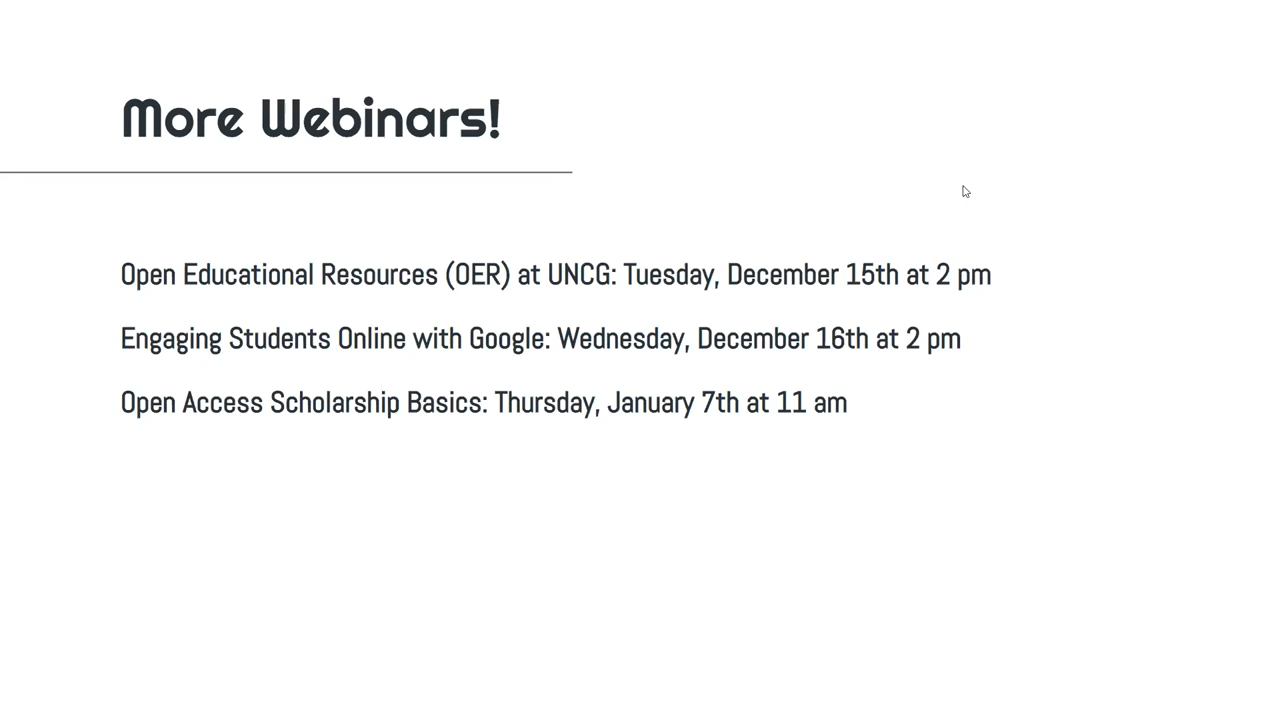 More Webinars!
Open Educational Resources (OER) at UNCG: Tuesday, December 15th at 2 pm
Engaging Students Online with Google: Wednesday, December 16th at 2 pm
Open Access Scholarship Basics: Thursday, January 7th at 11 am